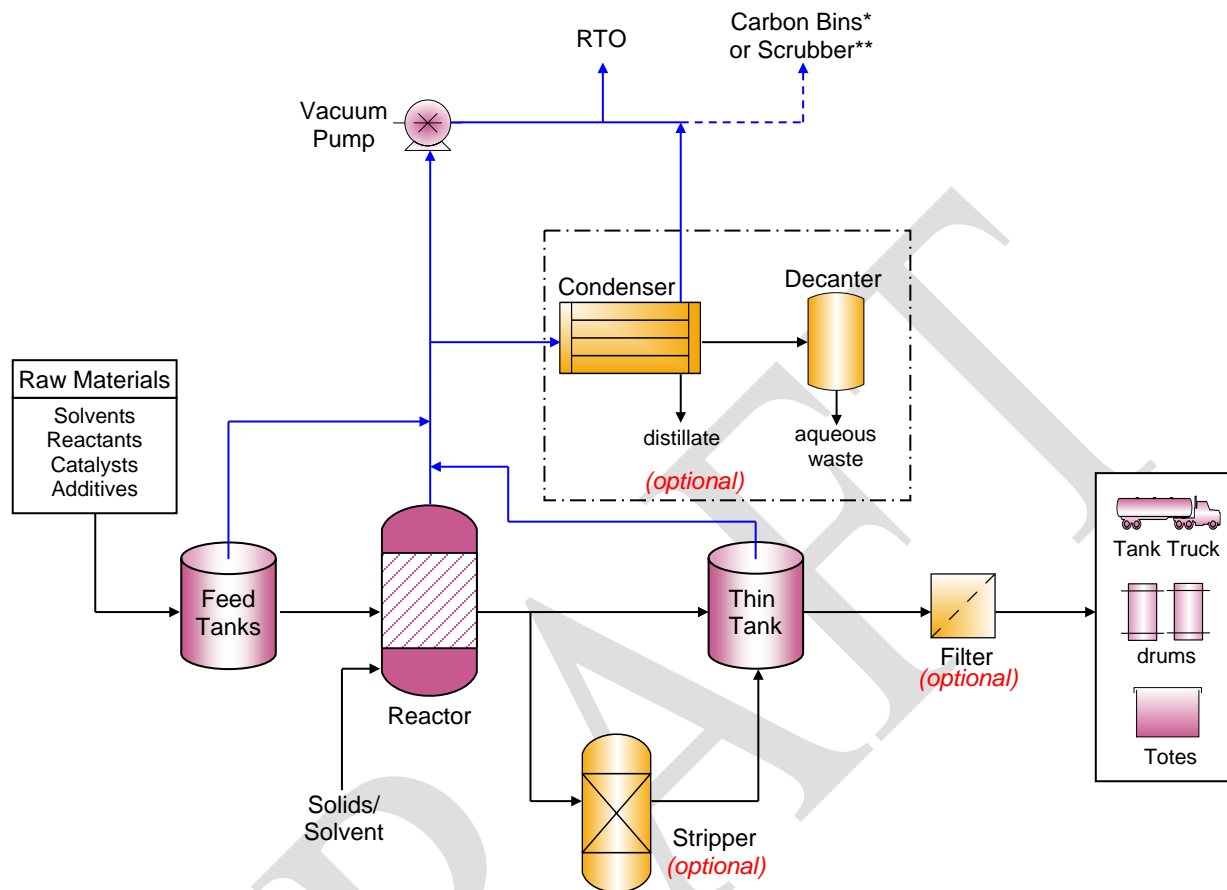 RTO
Carbon Bins*
or Scrubber**
Vacuum
Pump
Condenser
Decanter
distillate
aqueous
waste
(optional)
Raw Materials
Solvents
Reactants
Catalysts
Additives
Feed
Tanks
Reactor
Solids/
Solvent
Stripper
(optional)
Thin
Tank
Filter
(optional)
Tank Truck
drums
Totes
DRAFT